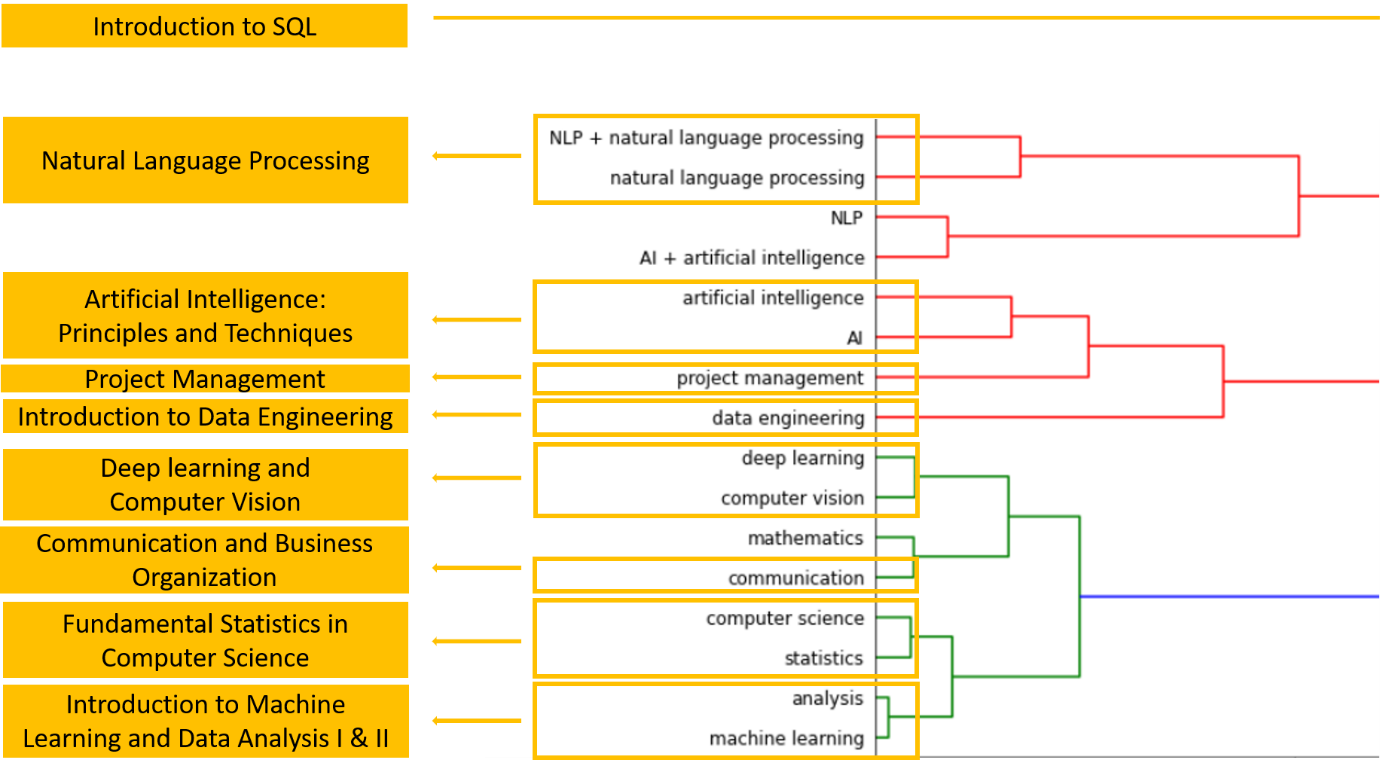 Introduction to SQL
Natural Language Processing
NLP + natural language processing
natural language processing
NLP
AI + artificial intelligence
Artificial Intelligence:
Principles and Techniques
artificial intelligence
AI
Project Management
project management
Introduction to Data Engineering
data engineering
Deep learning and
Computer Vision
deep learning
computer vision
mathematics
Communication and Business
Organization
communication
Fundamental Statistics in
Computer Science
computer science
statistics
Introduction to Machine
Learning and Data Analysis I & II
analysis
machine learning